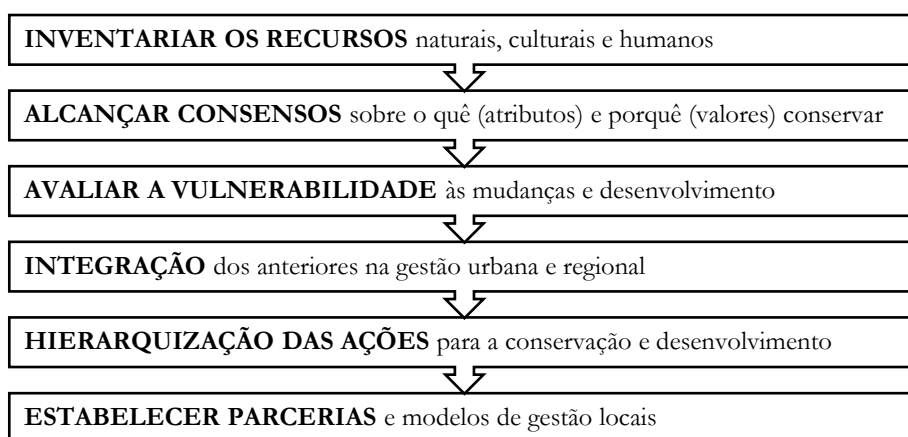 INVENTARIAR OS RECURSOS naturais, culturais e humanos
ALCANÇAR CONSENSOS sobre o quê (atributos) e porquê (valores) conservar
AVALIAR A VULNERABILIDADE às mudanças e desenvolvimento
INTEGRAÇÃO dos anteriores na gestão urbana e regional
HIERARQUIZAÇÃO DAS AÇÕES para a conservação e desenvolvimento
ESTABELECER PARCERIAS e modelos de gestão locais